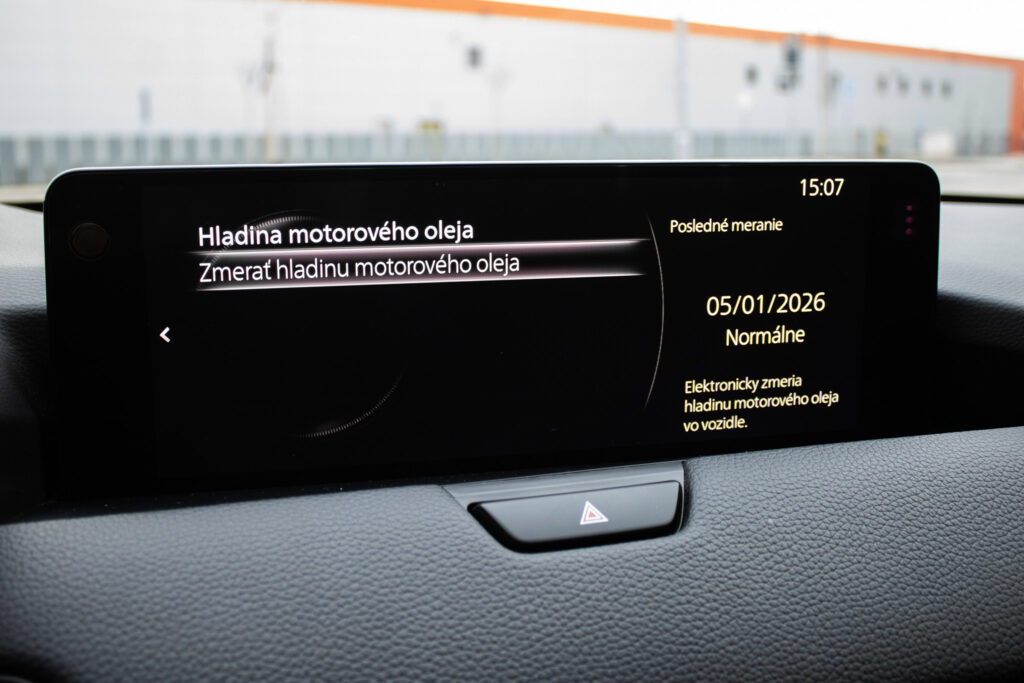 15:07
Hladina motorového oleja
Zmerať hladinu motorového oleja
Posledné meranie
05/01/2026
Normálne
Elektronicky zmeria
hladinu motorového oleja
vo vozidle.